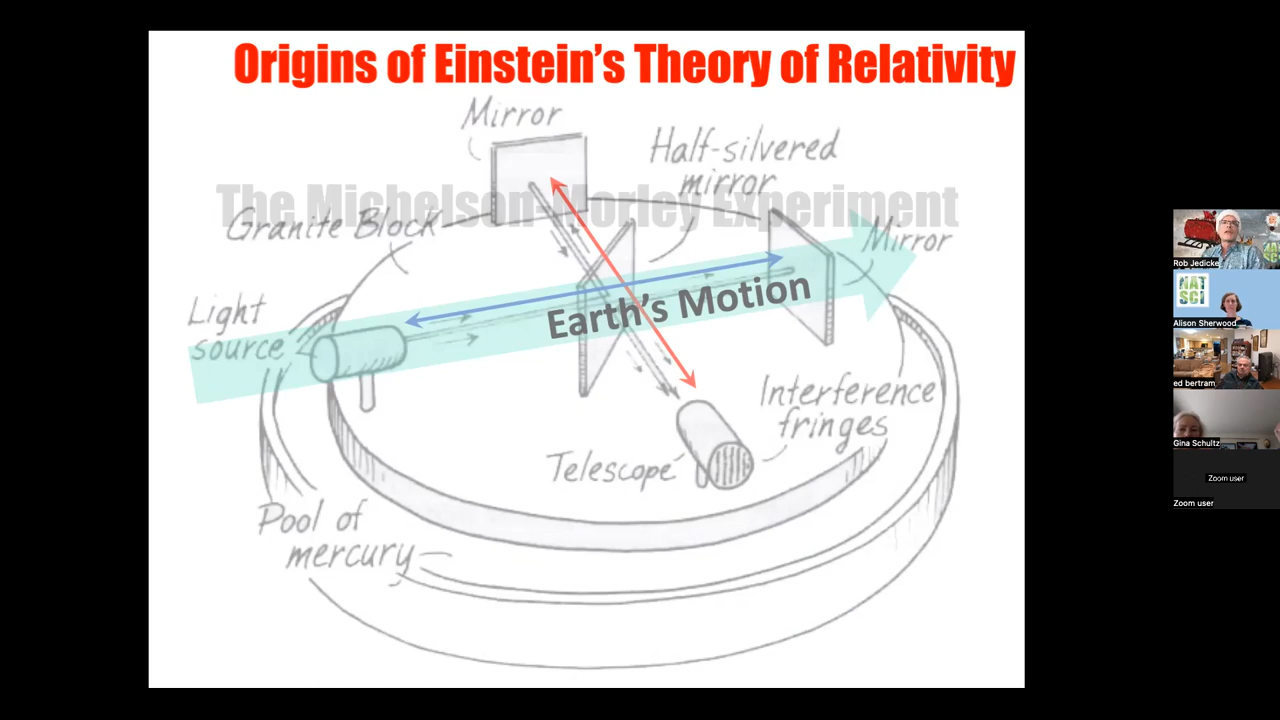 Origins of Einstein's Theory of Relativity
Mirror
Half-silvered
mirror
The Michelson-Morley Experiment
Granite Block
Mirror
Earth's Motion
Light
source
Interference
fringes
Telescope
Pool of
mercury
Rob Jedicke
NAT
SCI
Alison Sherwood
ed bertram
Gina Schultz
Zoom user
Zoom user